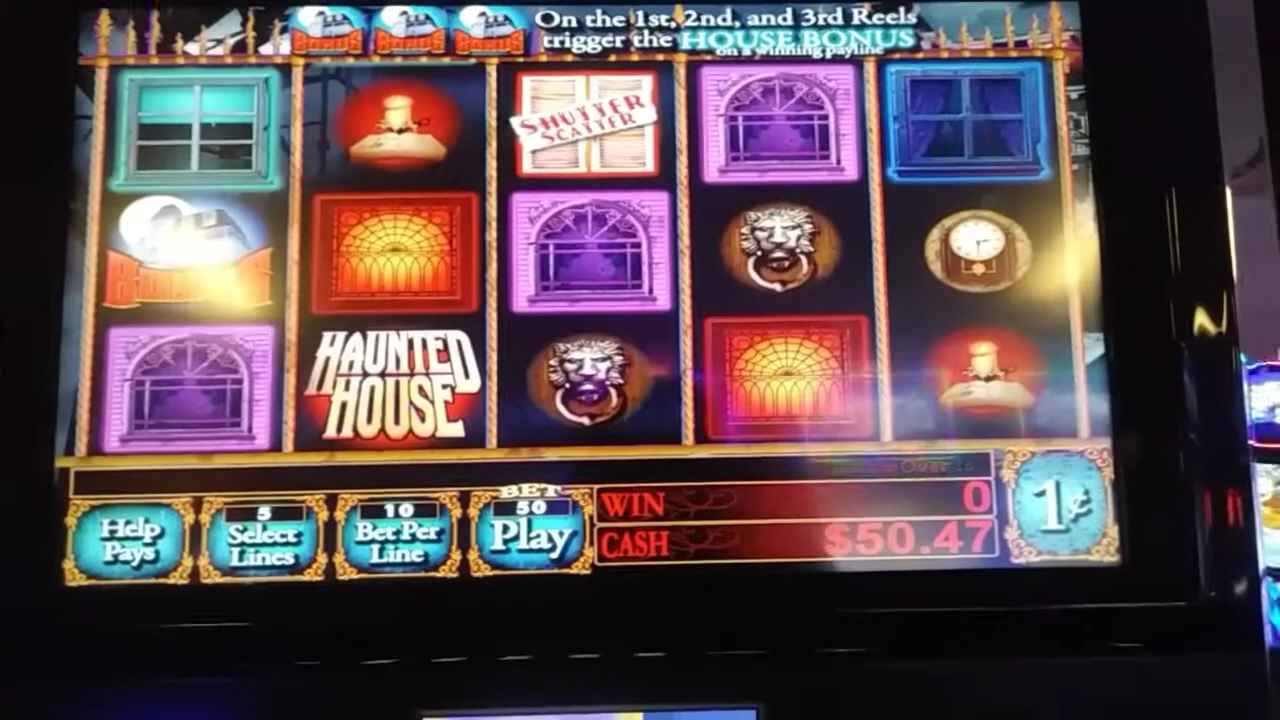 BONUS BONUS BONUS
On the 1st, 2nd, and 3rd Reels
trigger the HOUSE BONUS
on a winning payline
SHUTTER
SCATTER
BONUS
HAUNTED
HOUSE
Over
Help
Pays
5
Select
Lines
10
Bet Per
Line
BET
50
Play
WIN 0
CASH $50.47
1¢